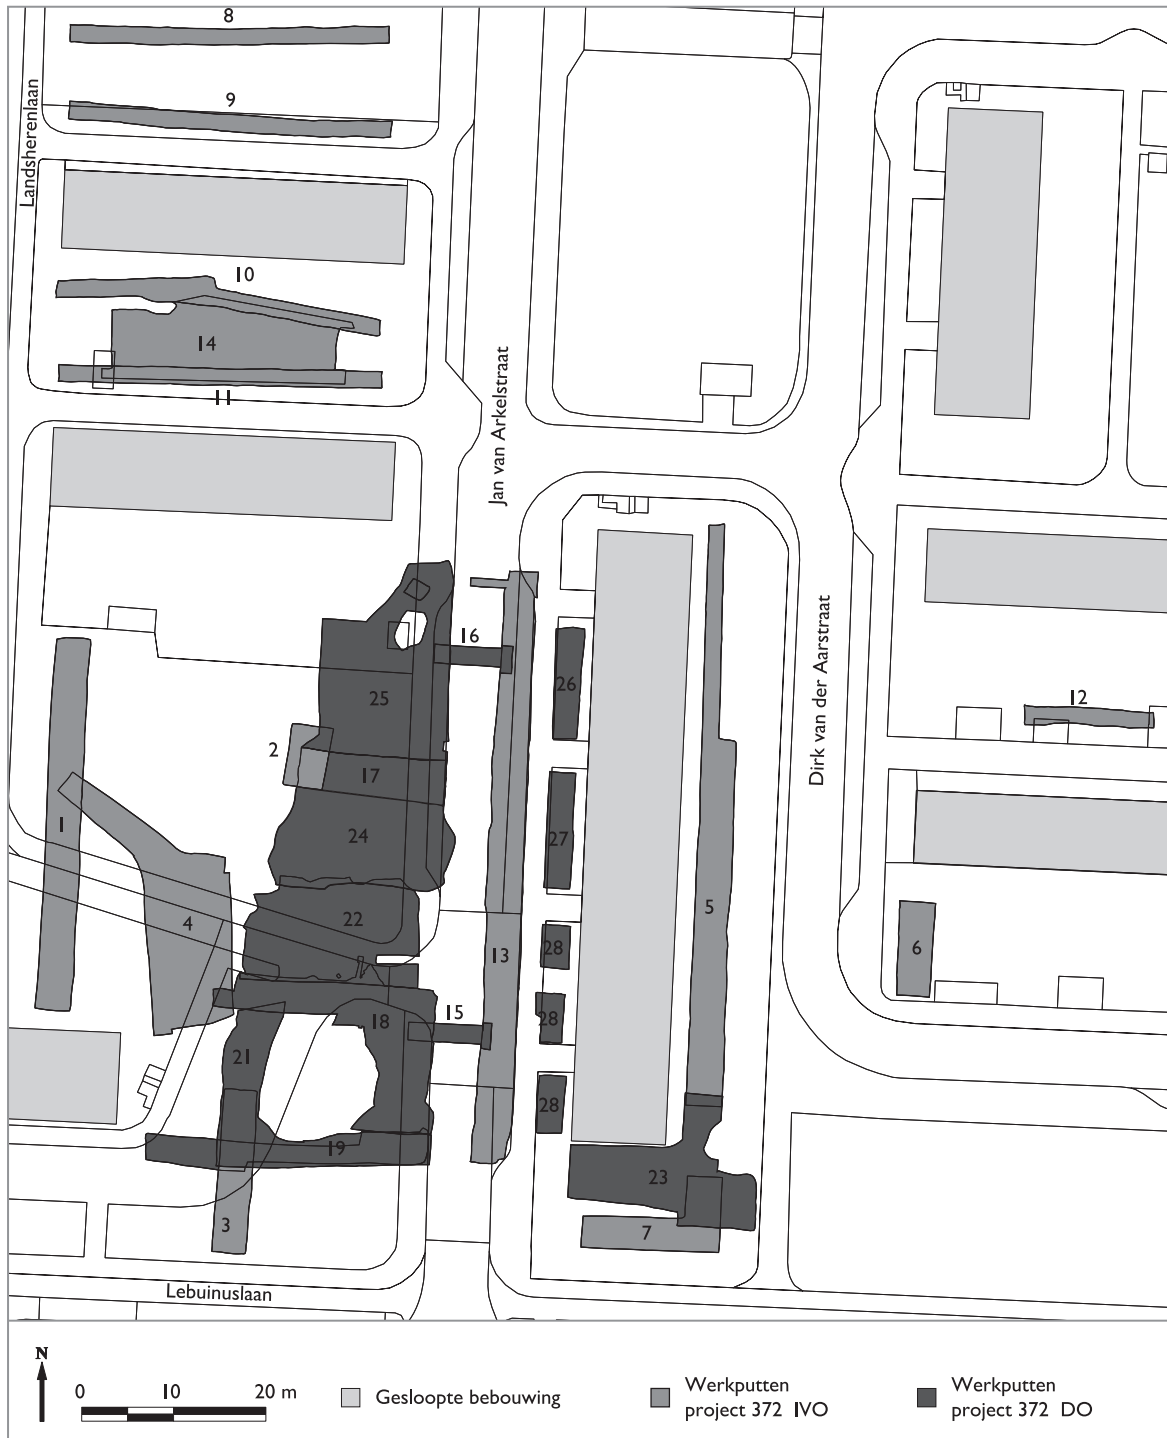 8
9
Landsherenlaan
10
14
11
Jan van Arkelstraat
16
26
25
12
2
17
Dirk van der Aarstraat
1
24
27
5
22
4
13
28
6
15
18
28
21
28
19
23
3
7
Lebuinuslaan
N
0 10 20 m
Gesloopte bebouwing
Werkputten
project 372 IVO
Werkputten
project 372 DO